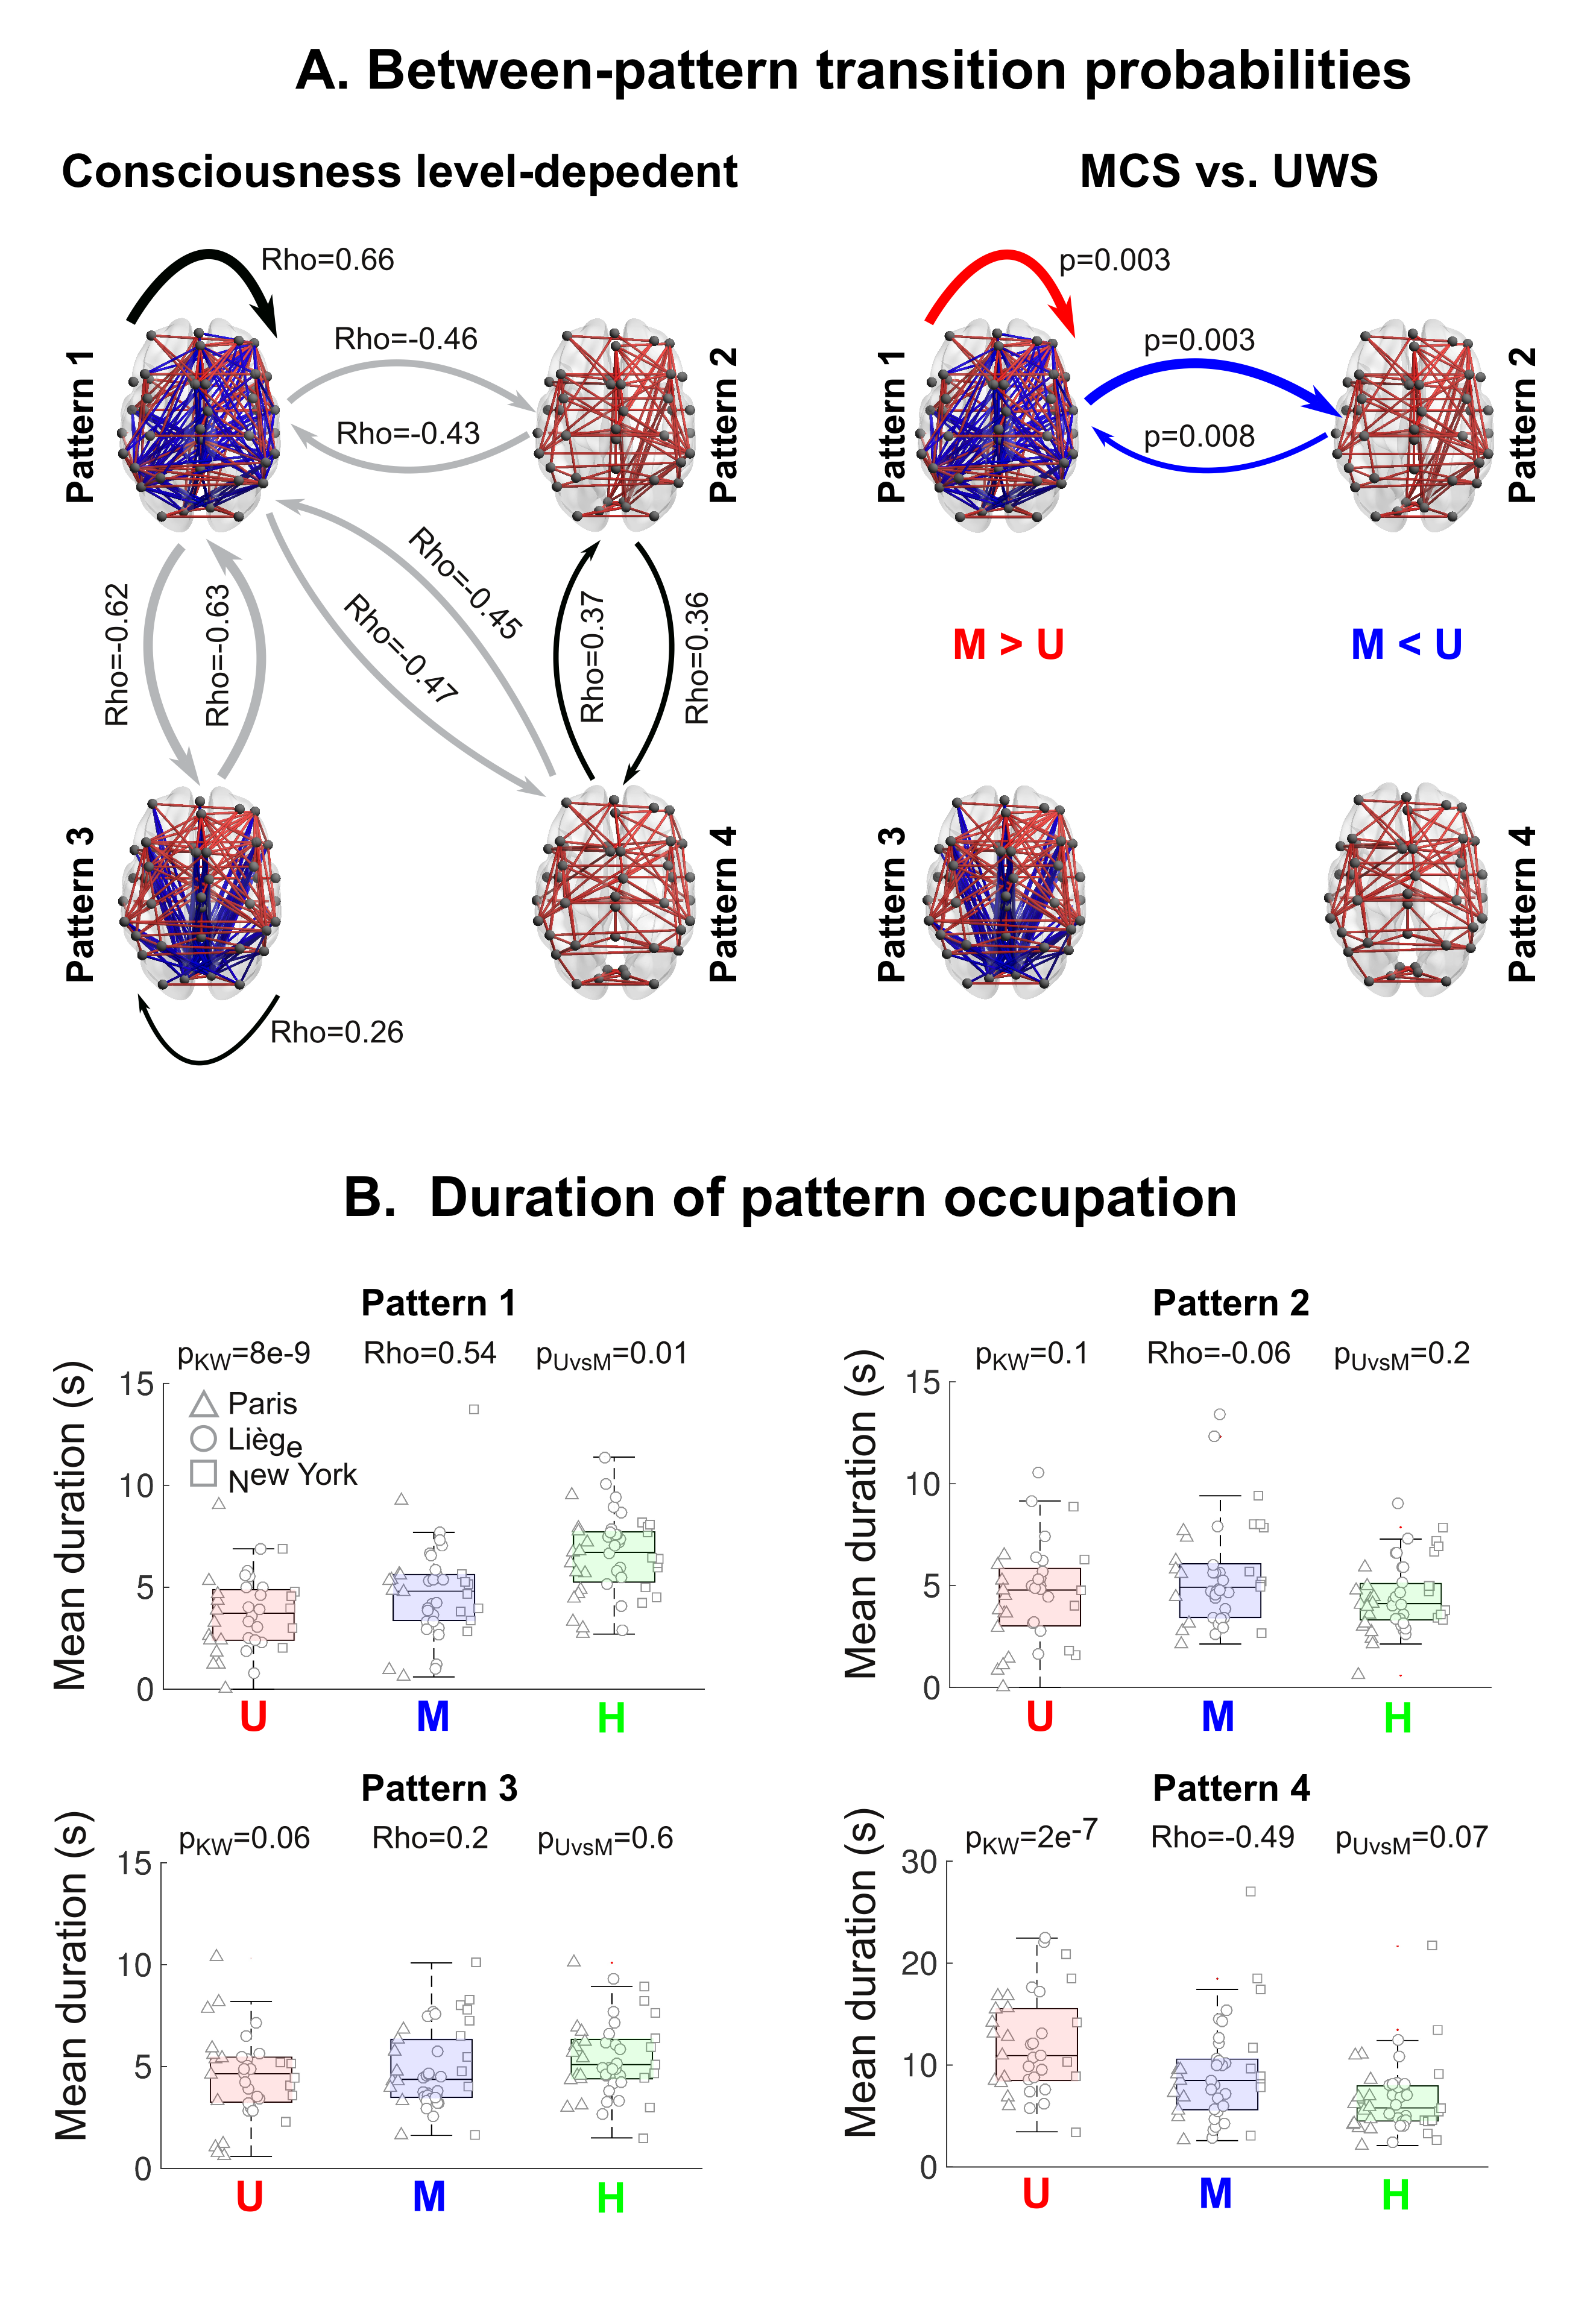 A. Between-pattern transition probabilities
Consciousness level-depedent
MCS vs. UWS
Rho=0.66
p=0.003
Pattern 1
Rho=-0.46
Rho=-0.43
Pattern 2
Pattern 1
p=0.003
p=0.008
Pattern 2
Rho=-0.62
Rho=-0.63
Rho=-0.45
Rho=-0.47
Rho=0.37
Rho=0.36
M > U
M < U
Pattern 3
Pattern 4
Pattern 3
Pattern 4
Rho=0.26
B. Duration of pattern occupation
Pattern 1
pKW=8e-9 Rho=0.54 pUvsM=0.01
Mean duration (s)
15
10
5
0
Paris
Liège
New York
U M H
Pattern 2
pKW=0.1 Rho=-0.06 pUvsM=0.2
Mean duration (s)
15
10
5
0
U M H
Pattern 3
pKW=0.06 Rho=0.2 pUvsM=0.6
Mean duration (s)
15
10
5
0
U M H
Pattern 4
pKW=2e-7 Rho=-0.49 pUvsM=0.07
Mean duration (s)
30
20
10
0
U M H